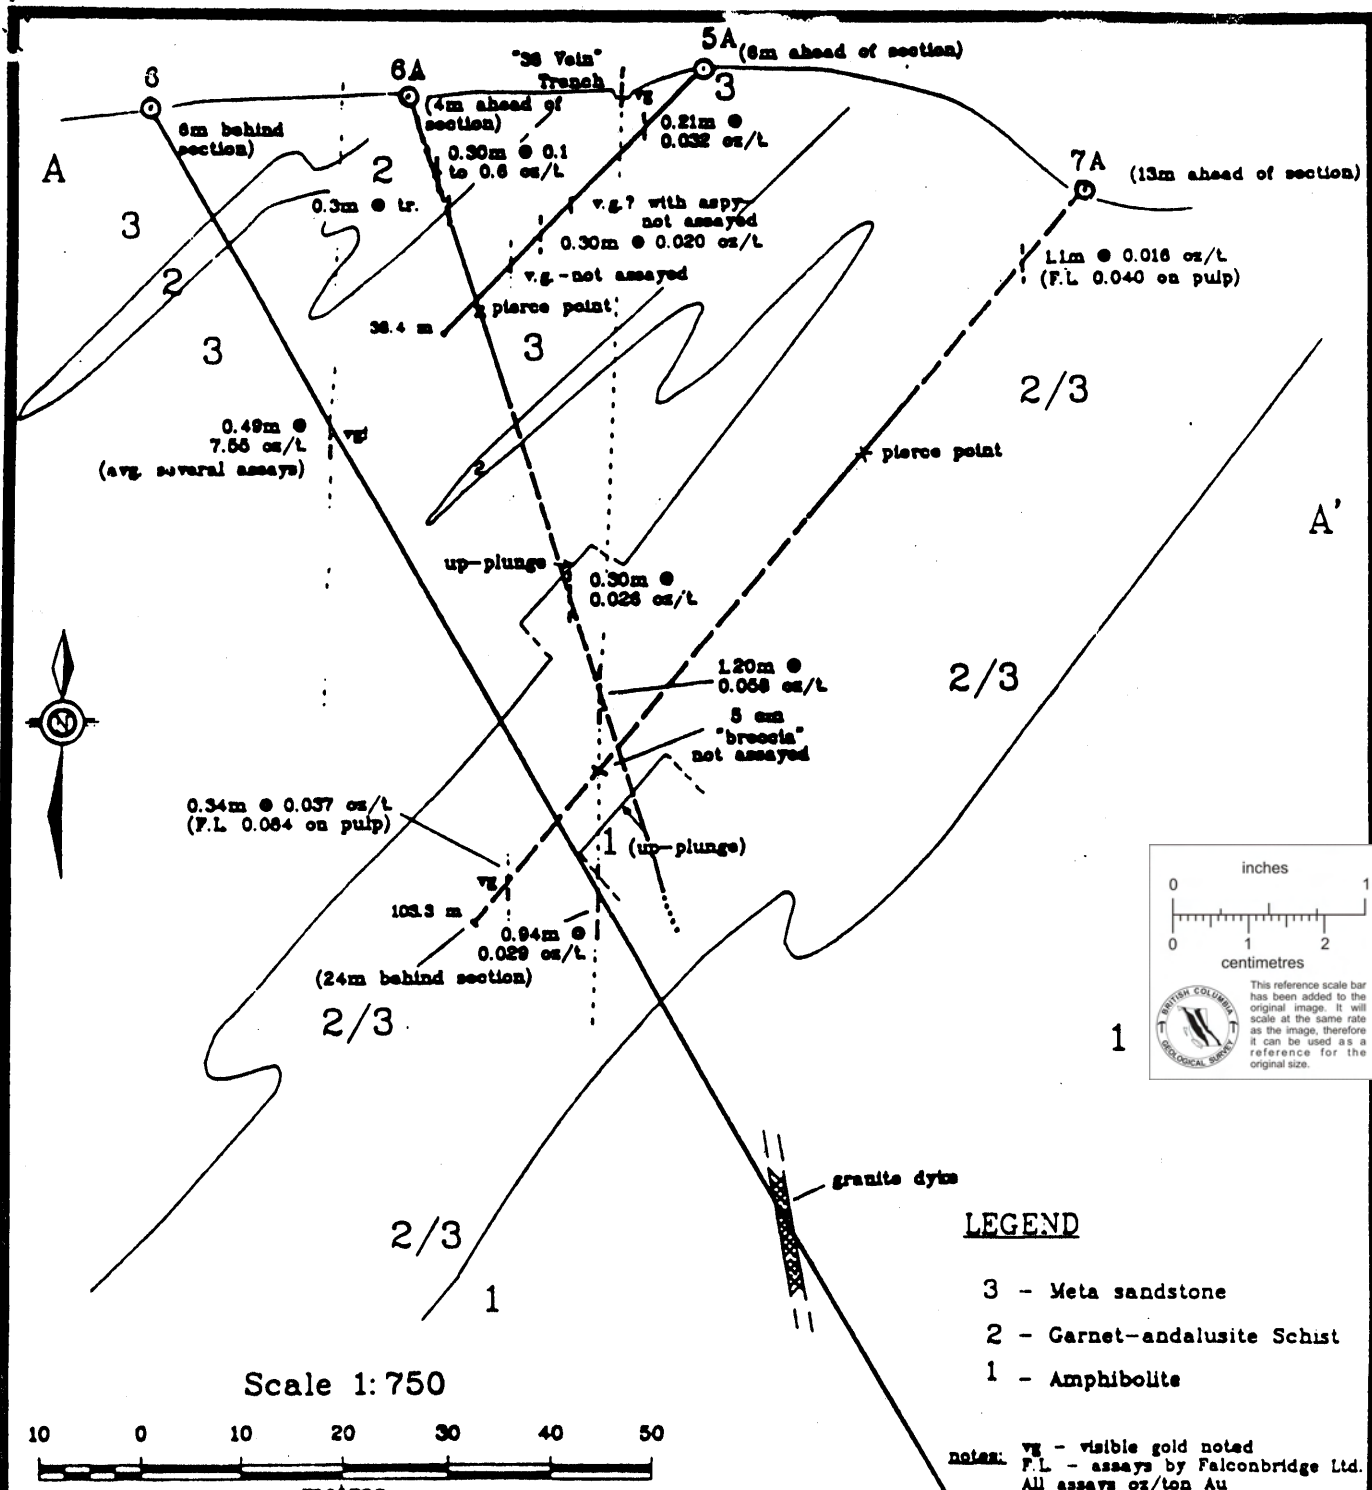 5A (6m ahead of section)
"36 Vein"
Trench
6
6A
(4m ahead of
section)
6m behind
section)
A
3
vg
0.21m @
0.032 oz/t.
7A (13m ahead of section)
2
0.30m @ 0.1
to 0.6 oz/t.
0.3m @ tr.
3
v.g.? with aspy-
not assayed
0.30m @ 0.020 oz/t.
v.g.-not assayed
1.1m @ 0.016 oz/t.
(F.L. 0.040 on pulp)
2
pierce point
36.4 m
3
3
2/3
0.49m @
7.55 oz/t.
(avg. several assays)
vg!
2
pierce point
A'
up-plunge
0.30m @
0.026 oz/t.
1.20m @
0.058 oz/t.
2/3
N
5 cm
"breccia"
not assayed
0.34m @ 0.037 oz/t.
(F.L. 0.064 on pulp)
1 (up-plunge)
vg
103.3 m
0.94m @
0.029 oz/t.
(24m behind section)
2/3
1
inches
0 1
0 1 2
centimetres
BRITISH COLUMBIA
GEOLOGICAL SURVEY
This reference scale bar
has been added to the
original image. It will
scale at the same rate
as the image, therefore
it can be used as a
reference for the
original size.
granite dyke
2/3
1
LEGEND
3 - Meta sandstone
2 - Garnet-andalusite Schist
1 - Amphibolite
Scale 1:750
10 0 10 20 30 40 50
metres
notes: vg - visible gold noted
F.L. - assays by Falconbridge Ltd.
All assays oz/ton Au